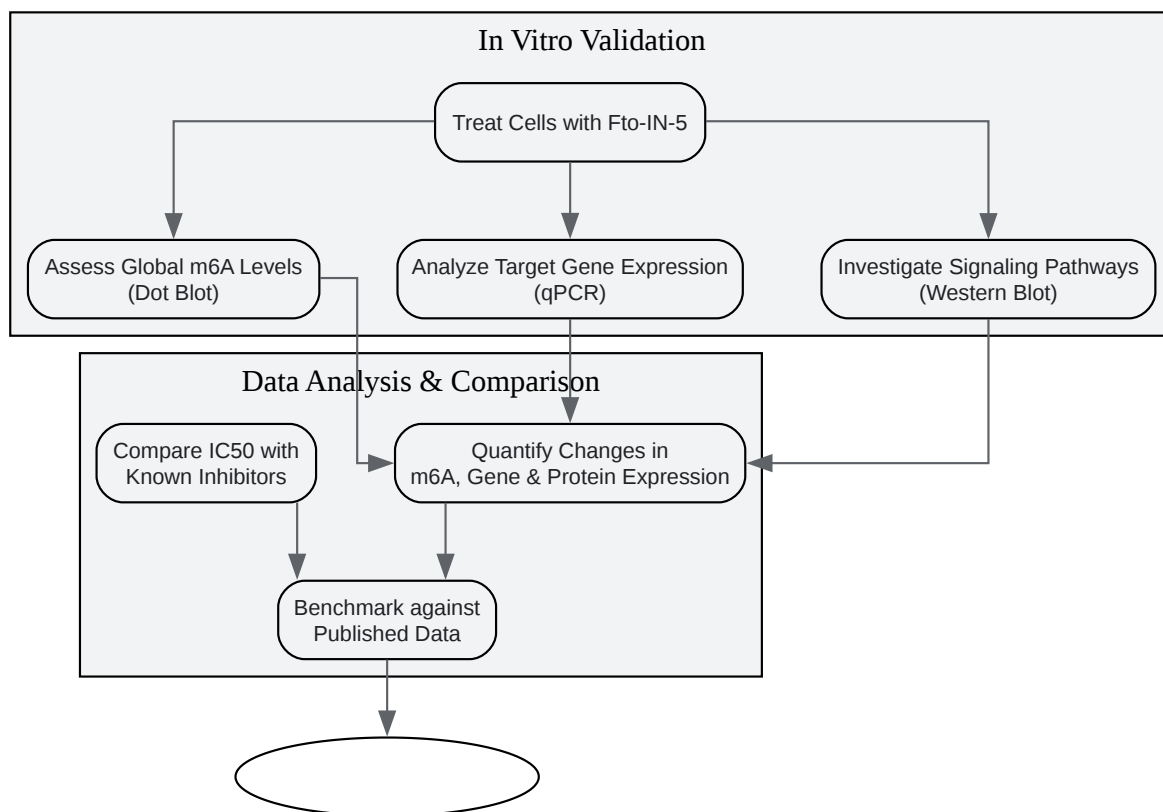 In Vitro Validation
Treat Cells with Fto-IN-5
Assess Global m6A Levels
(Dot Blot)
Analyze Target Gene Expression
(qPCR)
Investigate Signaling Pathways
(Western Blot)
Data Analysis & Comparison
Compare IC50 with
Known Inhibitors
Quantify Changes in
m6A, Gene & Protein Expression
Benchmark against
Published Data